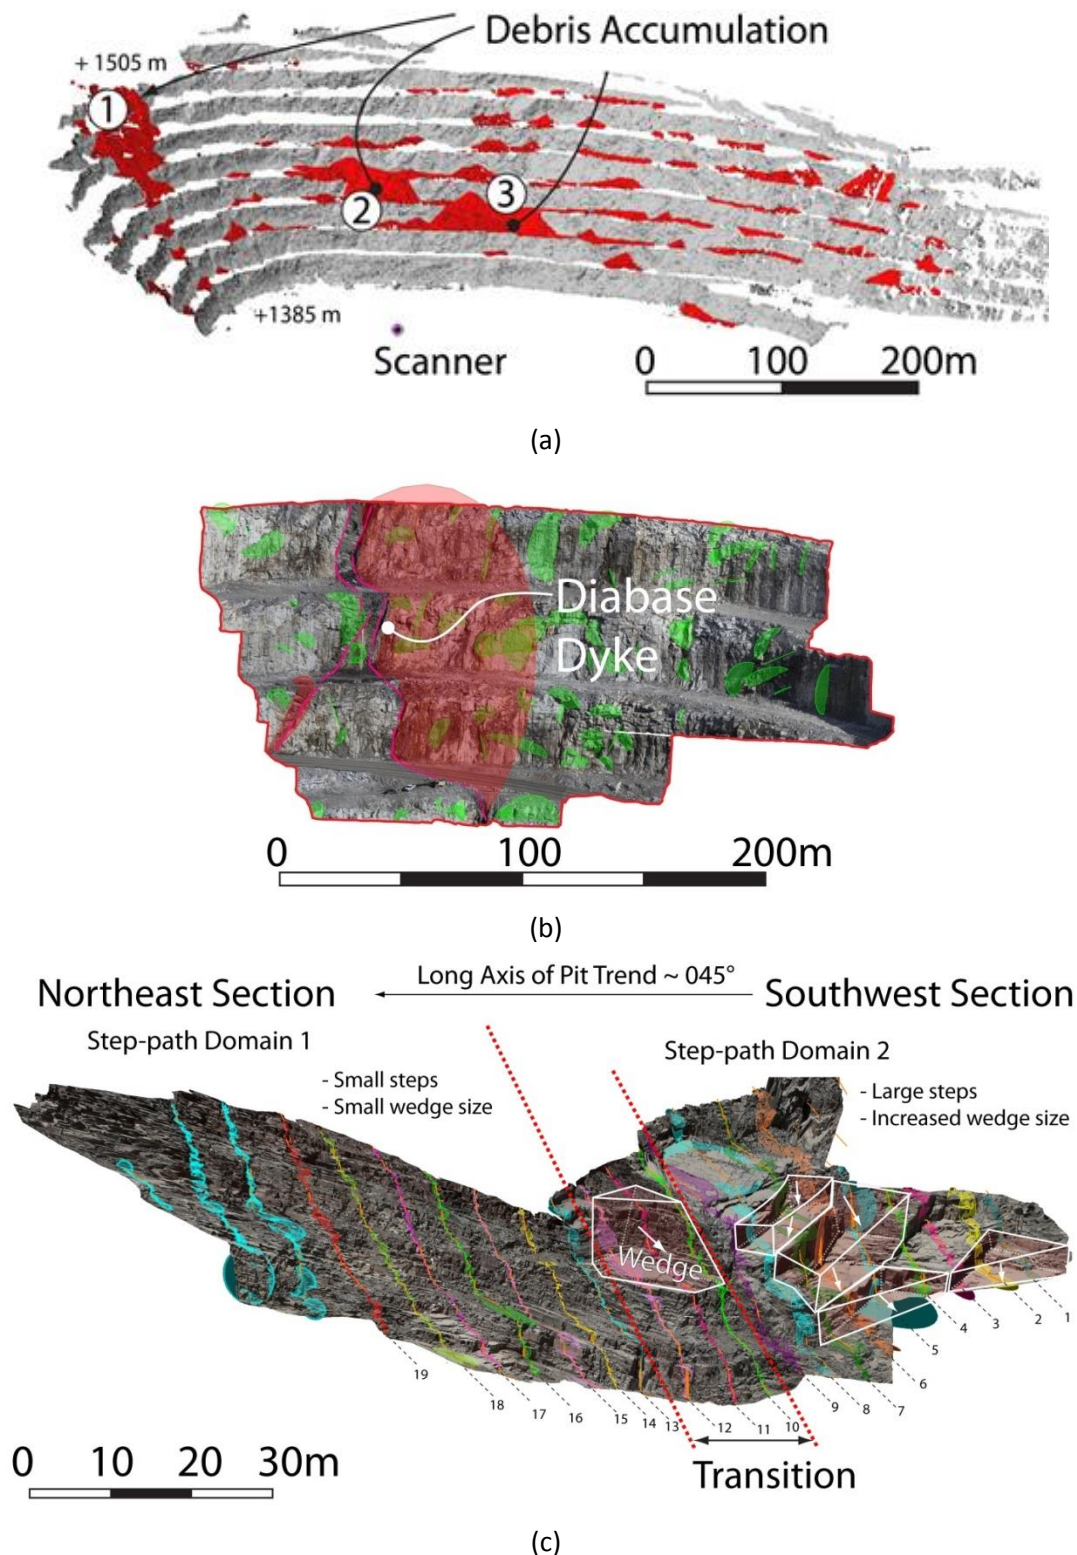 Debris Accumulation
+ 1505 m
1
2
3
+1385 m
Scanner
0 100 200m
(a)
Diabase
Dyke
0 100 200m
(b)
Long Axis of Pit Trend ~ 045°
Northeast Section
Southwest Section
Step-path Domain 1
Step-path Domain 2
- Small steps
- Small wedge size
- Large steps
- Increased wedge size
Wedge
1
2
3
4
5
6
7
8
9
10
11
12
13
14
15
16
17
18
19
0 10 20 30m
Transition
(c)